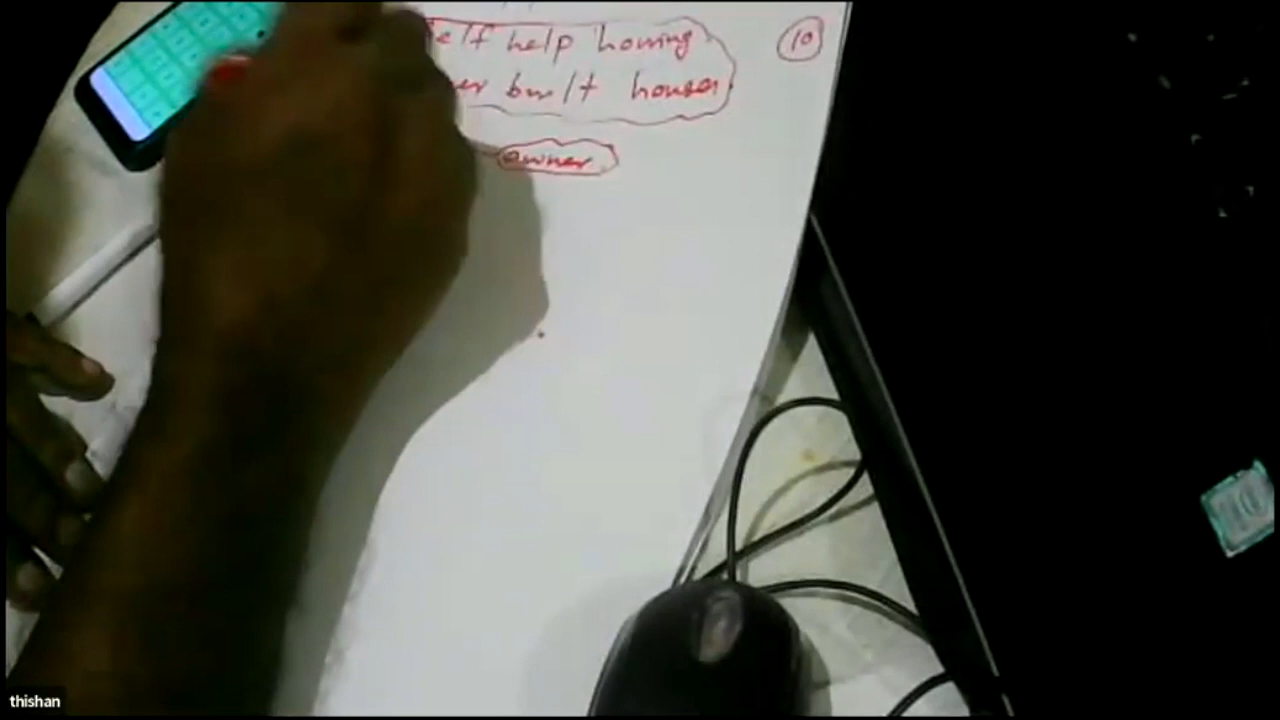 elf help housing
10
er built houses
owner
thishan